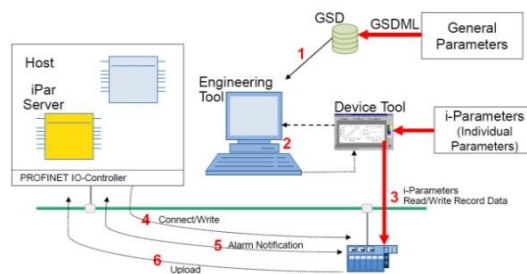 GSD
GSDML
General
Parameters
1
Host
iPar
Server
Engineering
Tool
Device Tool
2
i-Parameters
(Individual
Parameters)
PROFINET IO-Controller
3
i-Parameters
Read/Write Record Data
4
Connect/Write
5
Alarm Notification
6
Upload